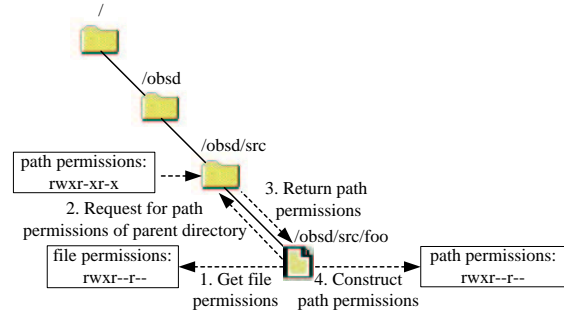 /
/obsd
/obsd/src
path permissions:
rwxr-xr-x
3. Return path
permissions
2. Request for path
permissions of parent directory
/obsd/src/foo
file permissions:
rwxr--r--
1. Get file
permissions
4. Construct
path permissions
path permissions:
rwxr--r--